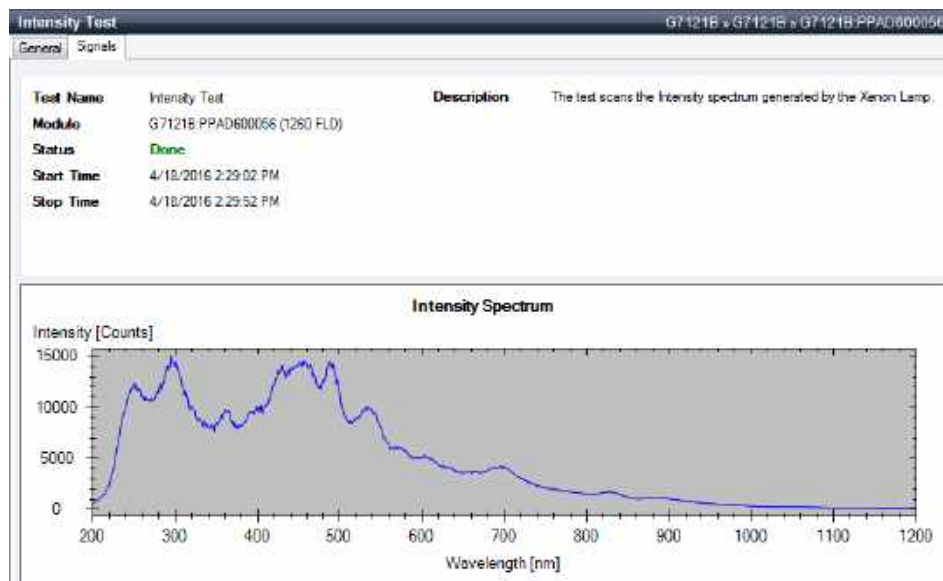 Intensity Test G7121B » G7121B » G7121B:PPAD600056
General Signals
Test Name Intensity Test Description The test scans the Intensity spectrum generated by the Xenon Lamp.
Module G7121B:PPAD600056 (1260 FLD)
Status Done
Start Time 4/18/2016 2:29:02 PM
Stop Time 4/18/2016 2:29:52 PM
Intensity Spectrum
Intensity [Counts]
15000
10000
5000
0
200 300 400 500 600 700 800 900 1000 1100 1200
Wavelength [nm]